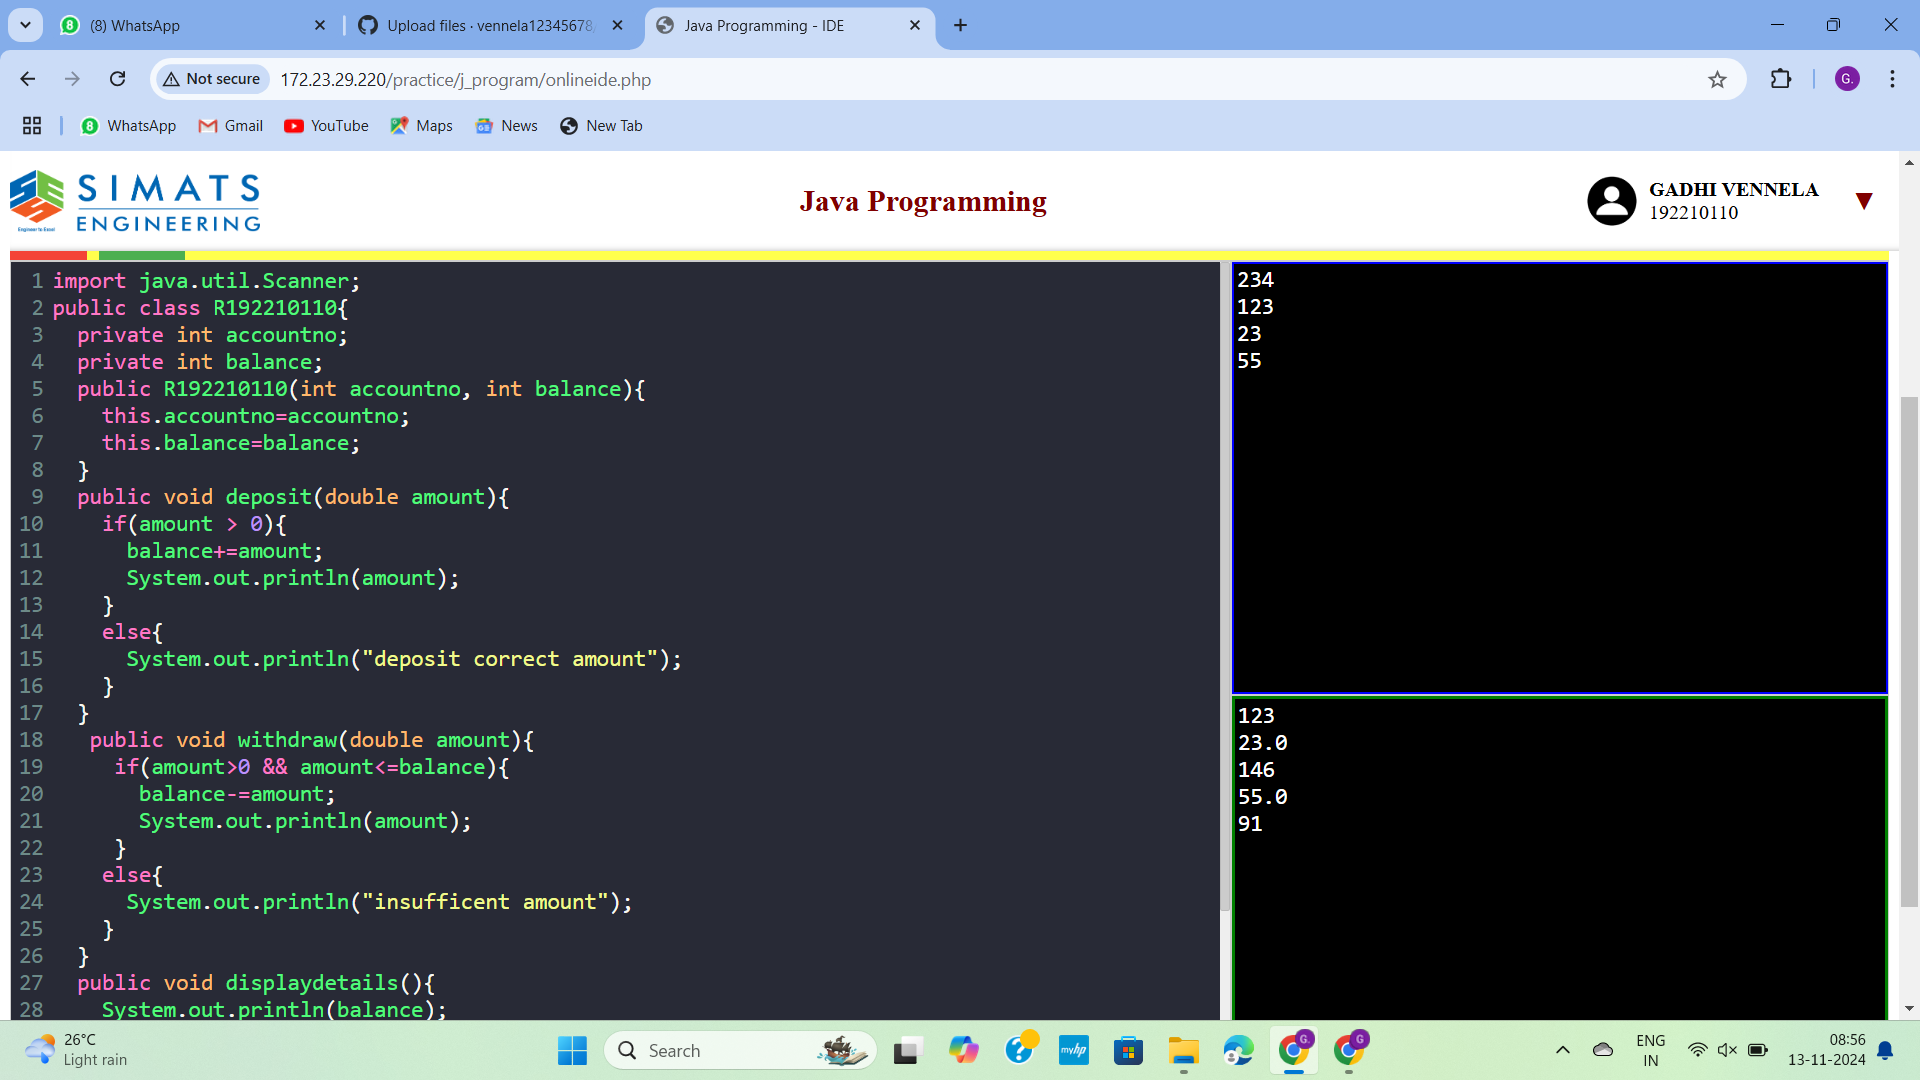 (8) WhatsApp
Upload files · vennela12345678
Java Programming - IDE
Not secure
172.23.29.220/practice/j_program/onlineide.php
G.
8 WhatsApp
Gmail
YouTube
Maps
News
New Tab
SIMATS
ENGINEERING
Engineer to Excel
Java Programming
GADHI VENNELA
192210110
1 import java.util.Scanner;
2 public class R192210110{
3 private int accountno;
4 private int balance;
5 public R192210110(int accountno, int balance){
6 this.accountno=accountno;
7 this.balance=balance;
8 }
9 public void deposit(double amount){
10 if(amount > 0){
11 balance+=amount;
12 System.out.println(amount);
13 }
14 else{
15 System.out.println("deposit correct amount");
16 }
17 }
18 public void withdraw(double amount){
19 if(amount>0 && amount<=balance){
20 balance-=amount;
21 System.out.println(amount);
22 }
23 else{
24 System.out.println("insufficent amount");
25 }
26 }
27 public void displaydetails(){
28 System.out.println(balance);
234
123
23
55
123
23.0
146
55.0
91
26°C
Light rain
Search
myhp
G.
G
ENG
IN
08:56
13-11-2024